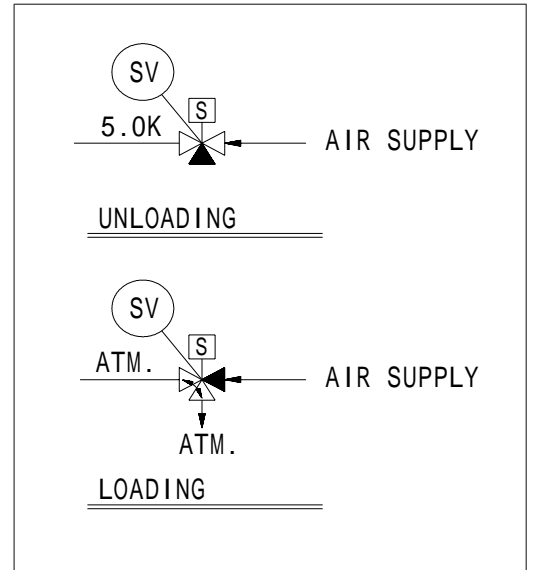 SV
S
5.0K
AIR SUPPLY
UNLOADING
SV
S
ATM.
AIR SUPPLY
ATM.
LOADING